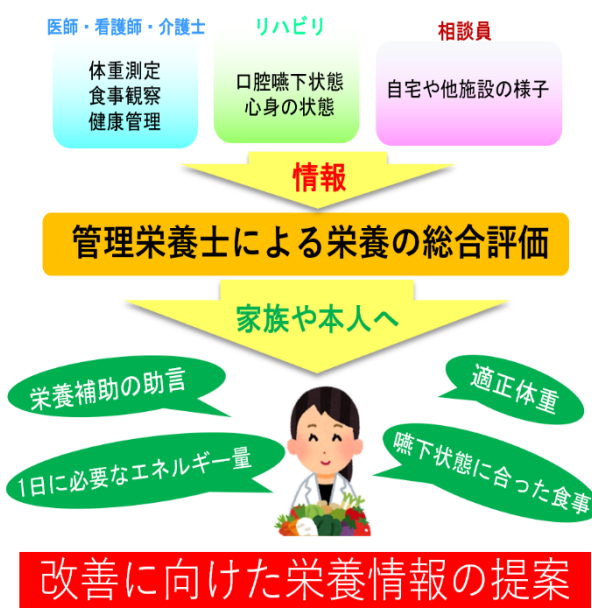 医師・看護師・介護士
体重測定
食事観察
健康管理
リハビリ
口腔嚥下状態
心身の状態
相談員
自宅や他施設の様子
情報
管理栄養士による栄養の総合評価
家族や本人へ
栄養補助の助言
適正体重
1日に必要なエネルギー量
嚥下状態に合った食事
改善に向けた栄養情報の提案